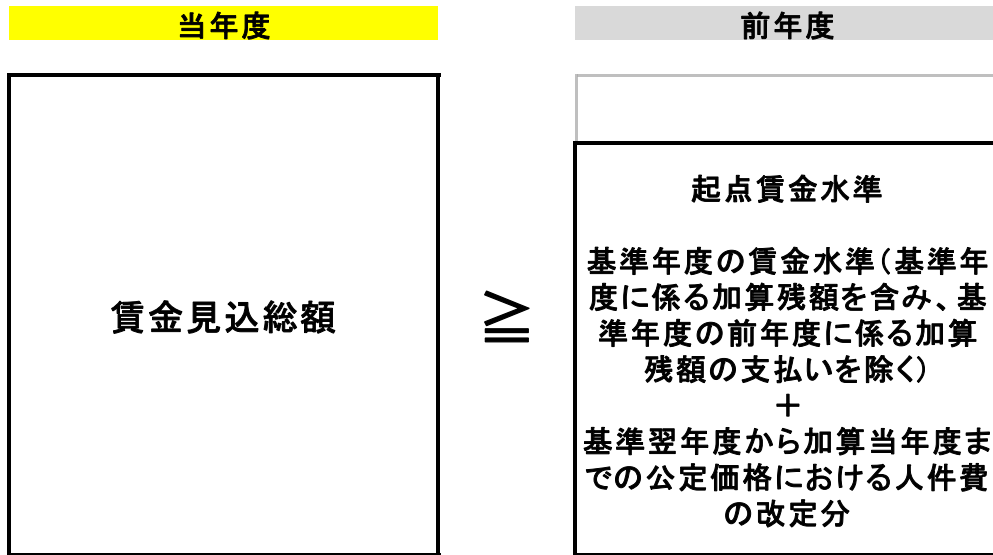 当年度
前年度
賃金見込総額
≧
起点賃金水準
基準年度の賃金水準（基準年
度に係る加算残額を含み、基
準年度の前年度に係る加算
残額の支払いを除く）
＋
基準翌年度から加算当年度ま
での公定価格における人件費
の改定分